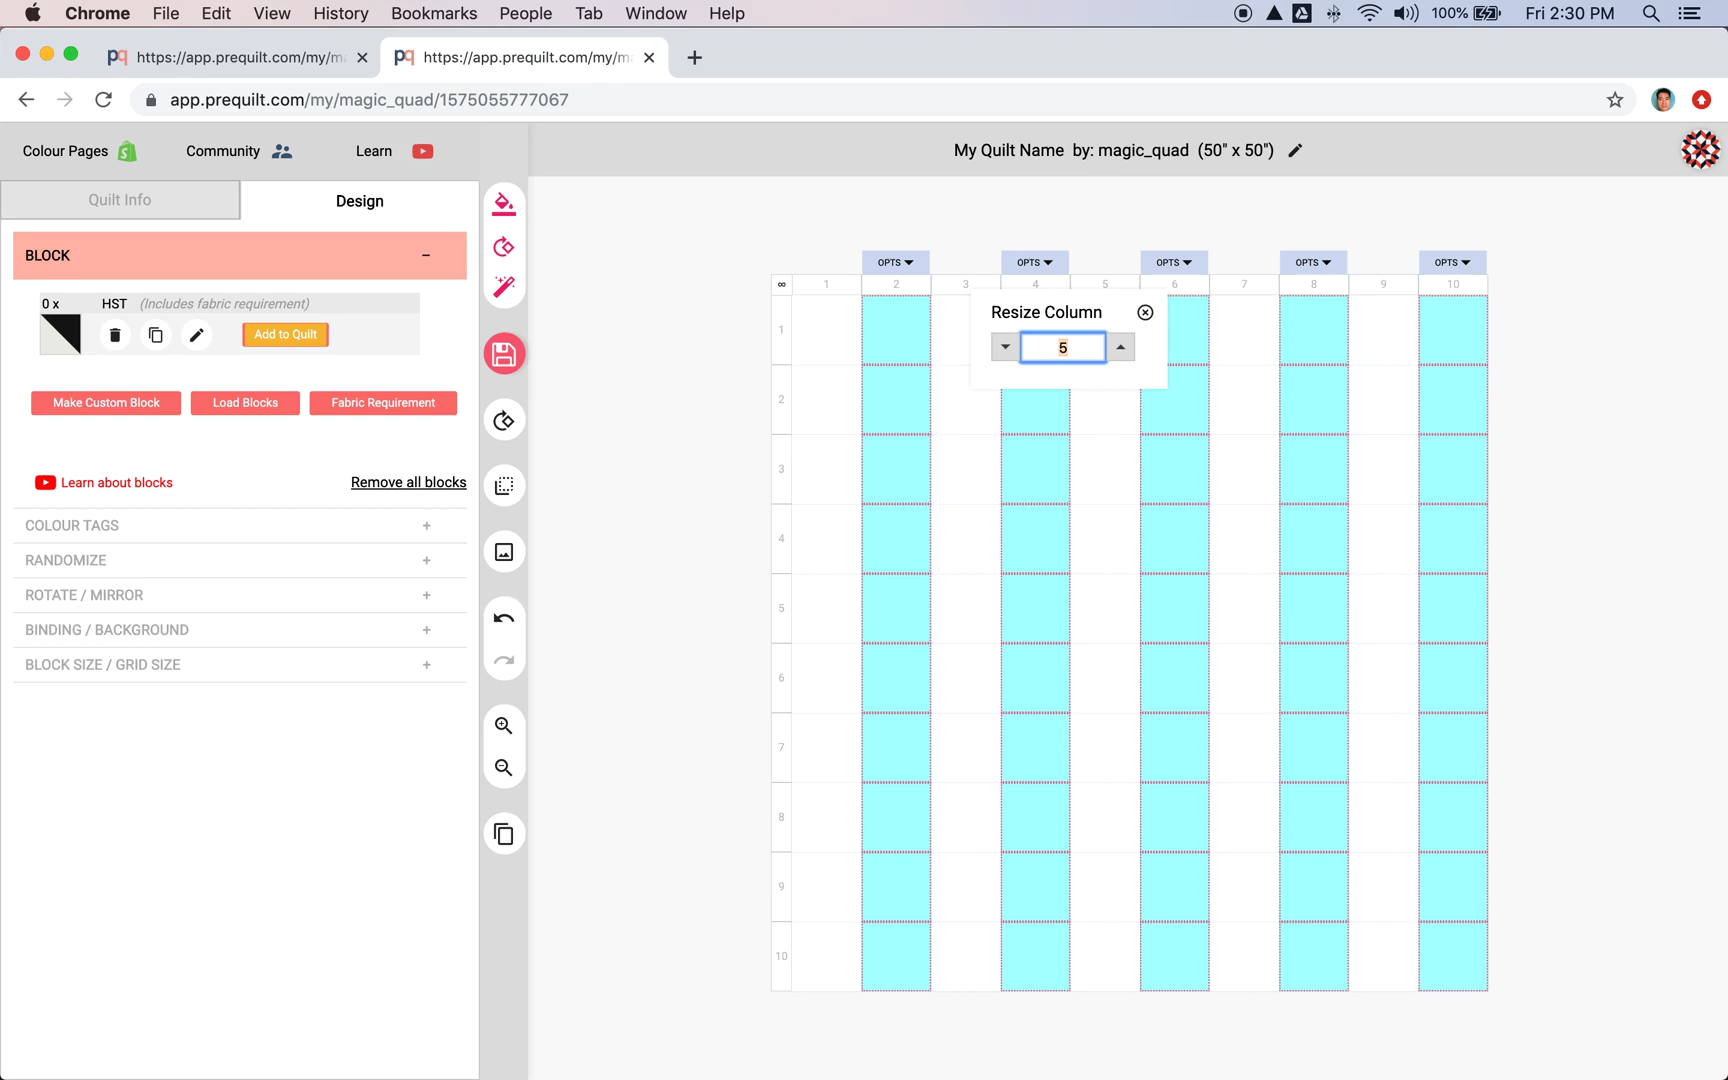 Chrome File Edit View History Bookmarks People Tab Window Help 100% Fri 2:30 PM
pq https://app.prequilt.com/my/m pq https://app.prequilt.com/my/m
app.prequilt.com/my/magic_quad/1575055777067
Colour Pages Community Learn
My Quilt Name by: magic_quad (50" x 50")
Quilt Info Design
BLOCK −
0 x HST (Includes fabric requirement)
Add to Quilt
Make Custom Block Load Blocks Fabric Requirement
Learn about blocks Remove all blocks
COLOUR TAGS +
RANDOMIZE +
ROTATE / MIRROR +
BINDING / BACKGROUND +
BLOCK SIZE / GRID SIZE +
OPTS OPTS OPTS OPTS OPTS
∞ 1 2 3 4 5 6 7 8 9 10
Resize Column
5
1
2
3
4
5
6
7
8
9
10